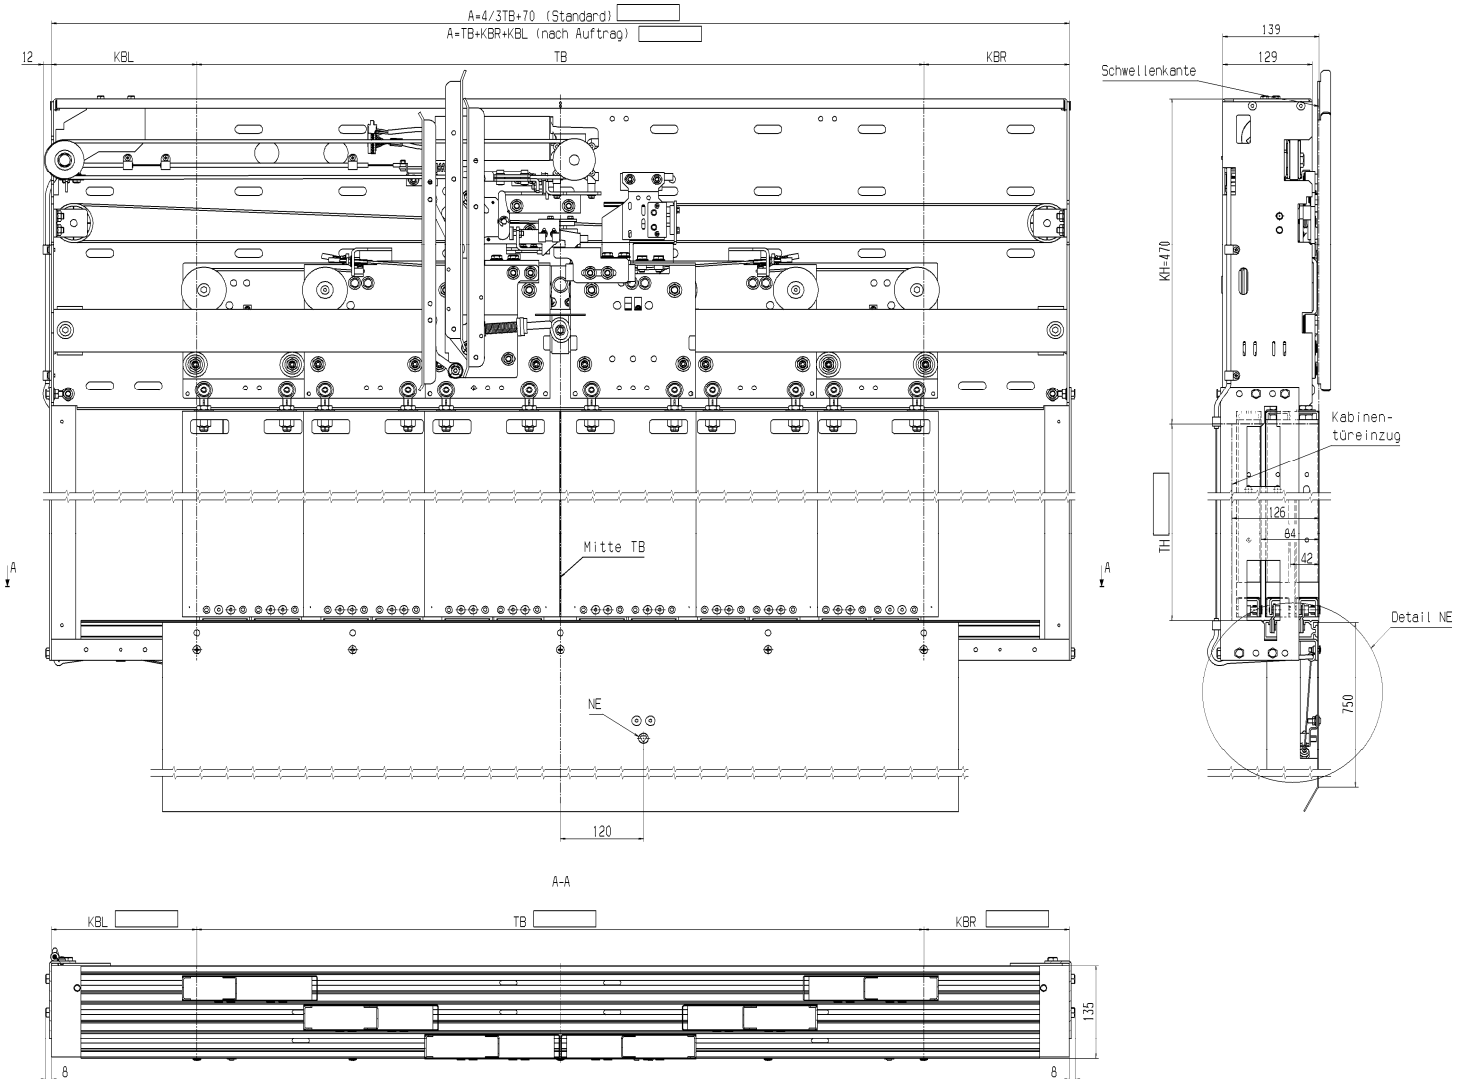 A=4/3TB+70 (Standard)
A=TB+KBR+KBL (nach Auftrag)
12
KBL
TB
KBR
139
129
Schwellenkante
KH=470
Kabinen-
türeinzug
126
84
42
TH
Mitte TB
A
A
Detail NE
750
NE
120
A-A
KBL
TB
KBR
135
8
8